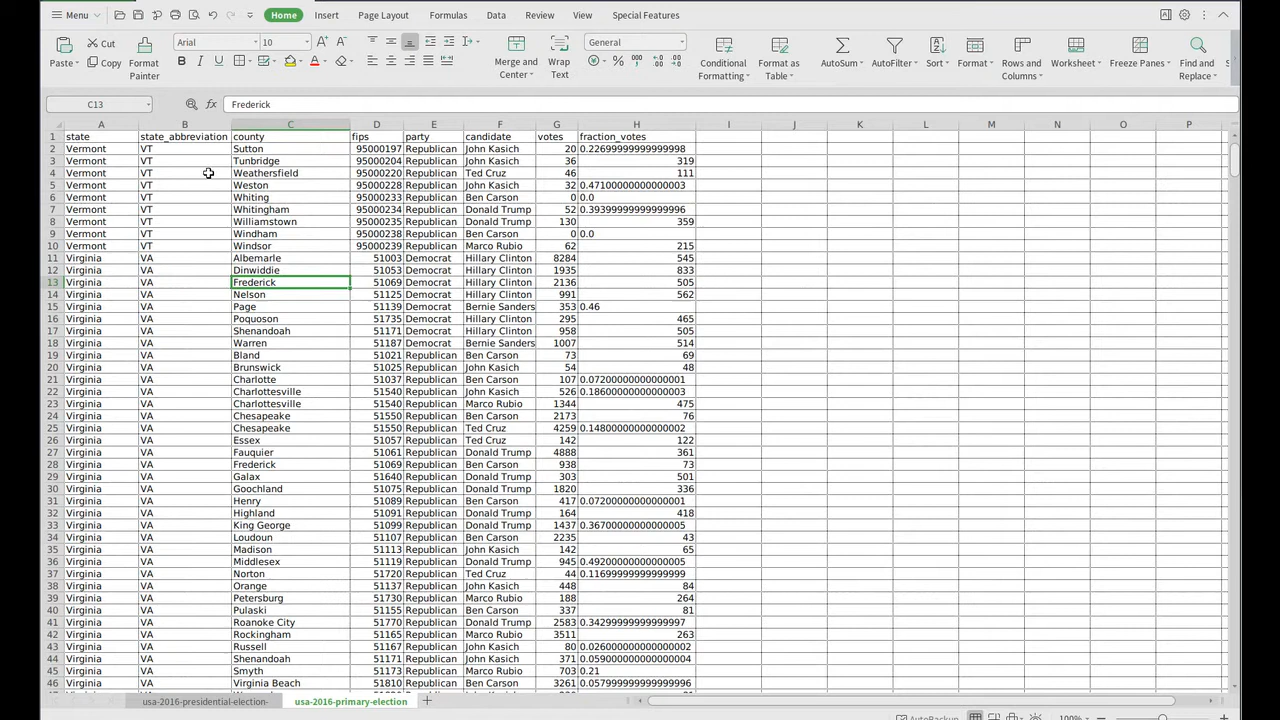 Menu Home Insert Page Layout Formulas Data Review View Special Features
Paste Cut Copy Format Painter Arial 10 Merge and Center Wrap Text General Conditional Formatting Format as Table AutoSum AutoFilter Sort Format Rows and Columns Worksheet Freeze Panes Find and Replace
C13 fx Frederick
A B C D E F G H I J K L M N O P
1 state state_abbreviation county fips party candidate votes fraction_votes
2 Vermont VT Sutton 95000197 Republican John Kasich 20 0.22699999999999998
3 Vermont VT Tunbridge 95000204 Republican John Kasich 36 319
4 Vermont VT Weathersfield 95000220 Republican Ted Cruz 46 111
5 Vermont VT Weston 95000228 Republican John Kasich 32 0.47100000000000003
6 Vermont VT Whiting 95000233 Republican Ben Carson 0 0.0
7 Vermont VT Whitingham 95000234 Republican Donald Trump 52 0.39399999999999996
8 Vermont VT Williamstown 95000235 Republican Donald Trump 130 359
9 Vermont VT Windham 95000238 Republican Ben Carson 0 0.0
10 Vermont VT Windsor 95000239 Republican Marco Rubio 62 215
11 Virginia VA Albemarle 51003 Democrat Hillary Clinton 8284 545
12 Virginia VA Dinwiddie 51053 Democrat Hillary Clinton 1935 833
13 Virginia VA Frederick 51069 Democrat Hillary Clinton 2136 505
14 Virginia VA Nelson 51125 Democrat Hillary Clinton 991 562
15 Virginia VA Page 51139 Democrat Bernie Sanders 353 0.46
16 Virginia VA Poquoson 51735 Democrat Hillary Clinton 295 465
17 Virginia VA Shenandoah 51171 Democrat Hillary Clinton 958 505
18 Virginia VA Warren 51187 Democrat Bernie Sanders 1007 514
19 Virginia VA Bland 51021 Republican Ben Carson 73 69
20 Virginia VA Brunswick 51025 Republican John Kasich 54 48
21 Virginia VA Charlotte 51037 Republican Ben Carson 107 0.07200000000000001
22 Virginia VA Charlottesville 51540 Republican John Kasich 526 0.18600000000000003
23 Virginia VA Charlottesville 51540 Republican Marco Rubio 1344 475
24 Virginia VA Chesapeake 51550 Republican Ben Carson 2173 76
25 Virginia VA Chesapeake 51550 Republican Ted Cruz 4259 0.14800000000000002
26 Virginia VA Essex 51057 Republican Ted Cruz 142 122
27 Virginia VA Fauquier 51061 Republican Donald Trump 4888 361
28 Virginia VA Frederick 51069 Republican Ben Carson 938 73
29 Virginia VA Galax 51640 Republican Donald Trump 303 501
30 Virginia VA Goochland 51075 Republican Donald Trump 1820 336
31 Virginia VA Henry 51089 Republican Ben Carson 417 0.07200000000000001
32 Virginia VA Highland 51091 Republican Donald Trump 164 418
33 Virginia VA King George 51099 Republican Donald Trump 1437 0.36700000000000005
34 Virginia VA Loudoun 51107 Republican Ben Carson 2235 43
35 Virginia VA Madison 51113 Republican John Kasich 142 65
36 Virginia VA Middlesex 51119 Republican Donald Trump 945 0.49200000000000005
37 Virginia VA Norton 51720 Republican Ted Cruz 44 0.11699999999999999
38 Virginia VA Orange 51137 Republican John Kasich 448 84
39 Virginia VA Petersburg 51730 Republican Marco Rubio 188 264
40 Virginia VA Pulaski 51155 Republican Ben Carson 337 81
41 Virginia VA Roanoke City 51770 Republican Donald Trump 2583 0.34299999999999997
42 Virginia VA Rockingham 51165 Republican Marco Rubio 3511 263
43 Virginia VA Russell 51167 Republican John Kasich 80 0.026000000000000002
44 Virginia VA Shenandoah 51171 Republican John Kasich 371 0.059000000000000004
45 Virginia VA Smyth 51173 Republican Marco Rubio 703 0.21
46 Virginia VA Virginia Beach 51810 Republican Ben Carson 3261 0.057999999999999996
usa-2016-presidential-election- usa-2016-primary-election
AutoBackup 100%